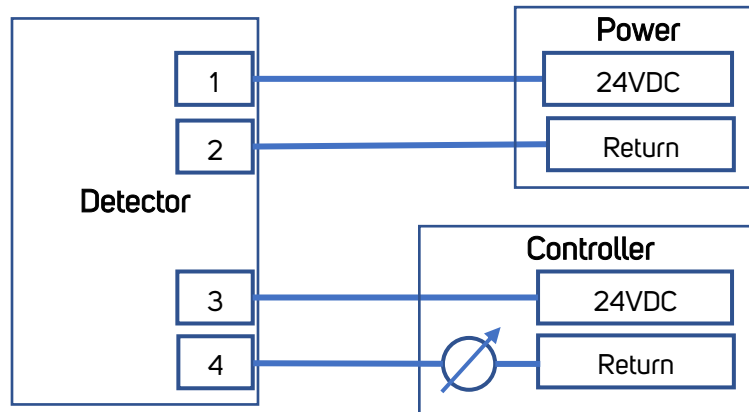 Power
1
24VDC
2
Return
Detector
Controller
3
24VDC
4
Return